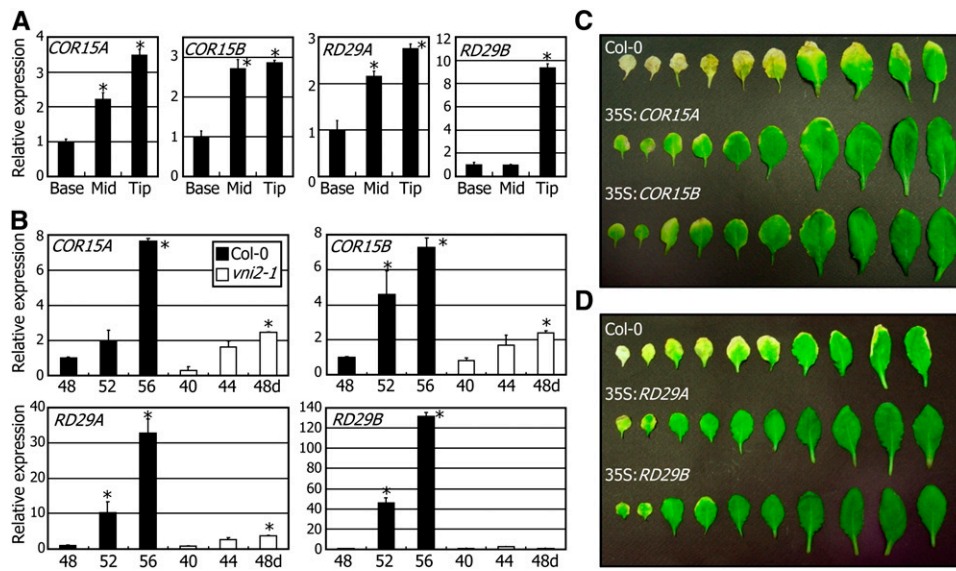 A
COR15A
COR15B
RD29A
RD29B
Relative expression
4 3 2 1 0
3 2 1 0
3 2 1 0
12 10 8 6 4 2 0
* * * * * * *
Base Mid Tip
Base Mid Tip
Base Mid Tip
Base Mid Tip
B
COR15A
Col-0
vni2-1
COR15B
Relative expression
8 6 4 2 0
8 6 4 2 0
* * * * *
48 52 56 40 44 48d
48 52 56 40 44 48d
RD29A
RD29B
Relative expression
40 30 20 10 0
140 120 100 80 60 40 20 0
* * * * *
48 52 56 40 44 48d
48 52 56 40 44 48d
C
Col-0
35S:COR15A
35S:COR15B
D
Col-0
35S:RD29A
35S:RD29B